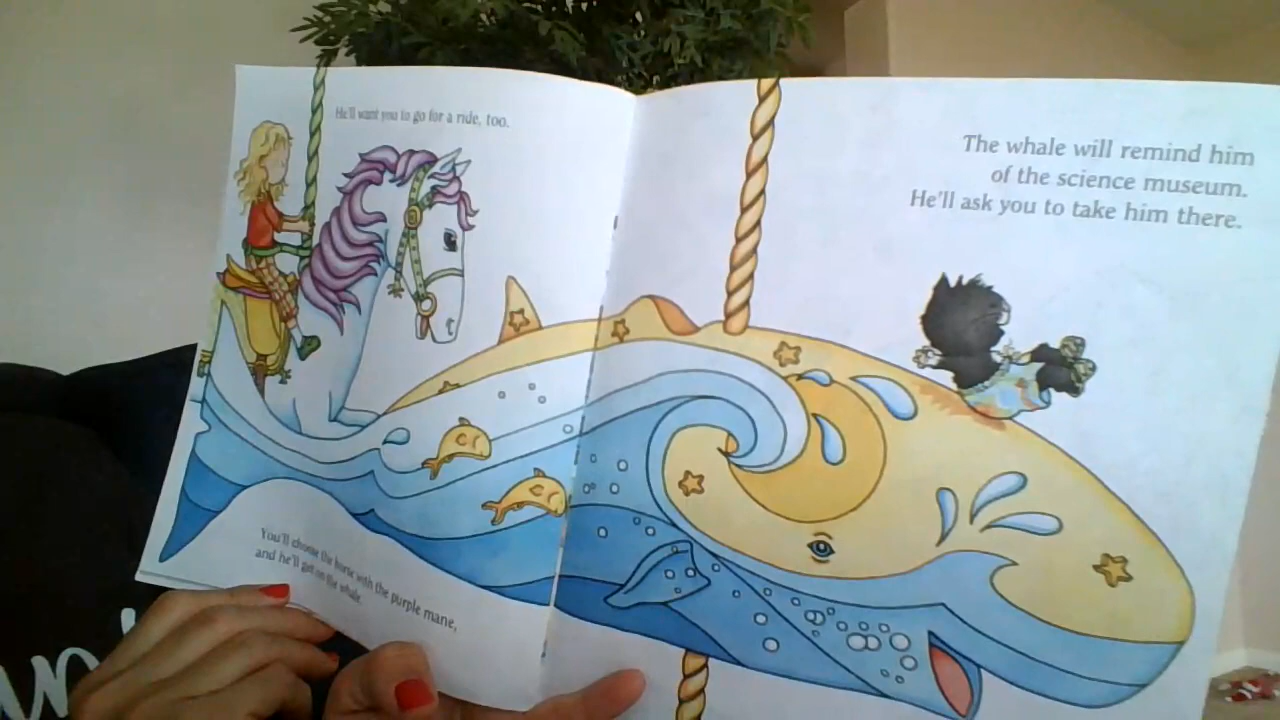 He'll want you to go for a ride, too.
You'll choose the horse with the purple mane,
and he'll get on the whale.
The whale will remind him
of the science museum.
He'll ask you to take him there.